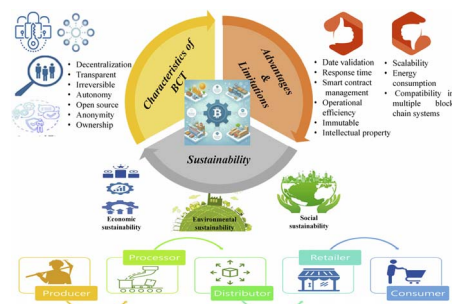 Characteristics of
BCT
Advantages
&
Limitations
Sustainability
• Decentralization
• Transparent
• Irreversible
• Autonomy
• Open source
• Anonymity
• Ownership
• Date validation
• Response time
• Smart contract
management
• Operational
efficiency
• Immutable
• Intellectual property
• Scalability
• Energy
consumption
• Compatibility in
multiple block
chain systems
Economic
sustainability
Environmental
sustainability
Social
sustainability
Producer
Processor
Distributor
Retailer
Consumer